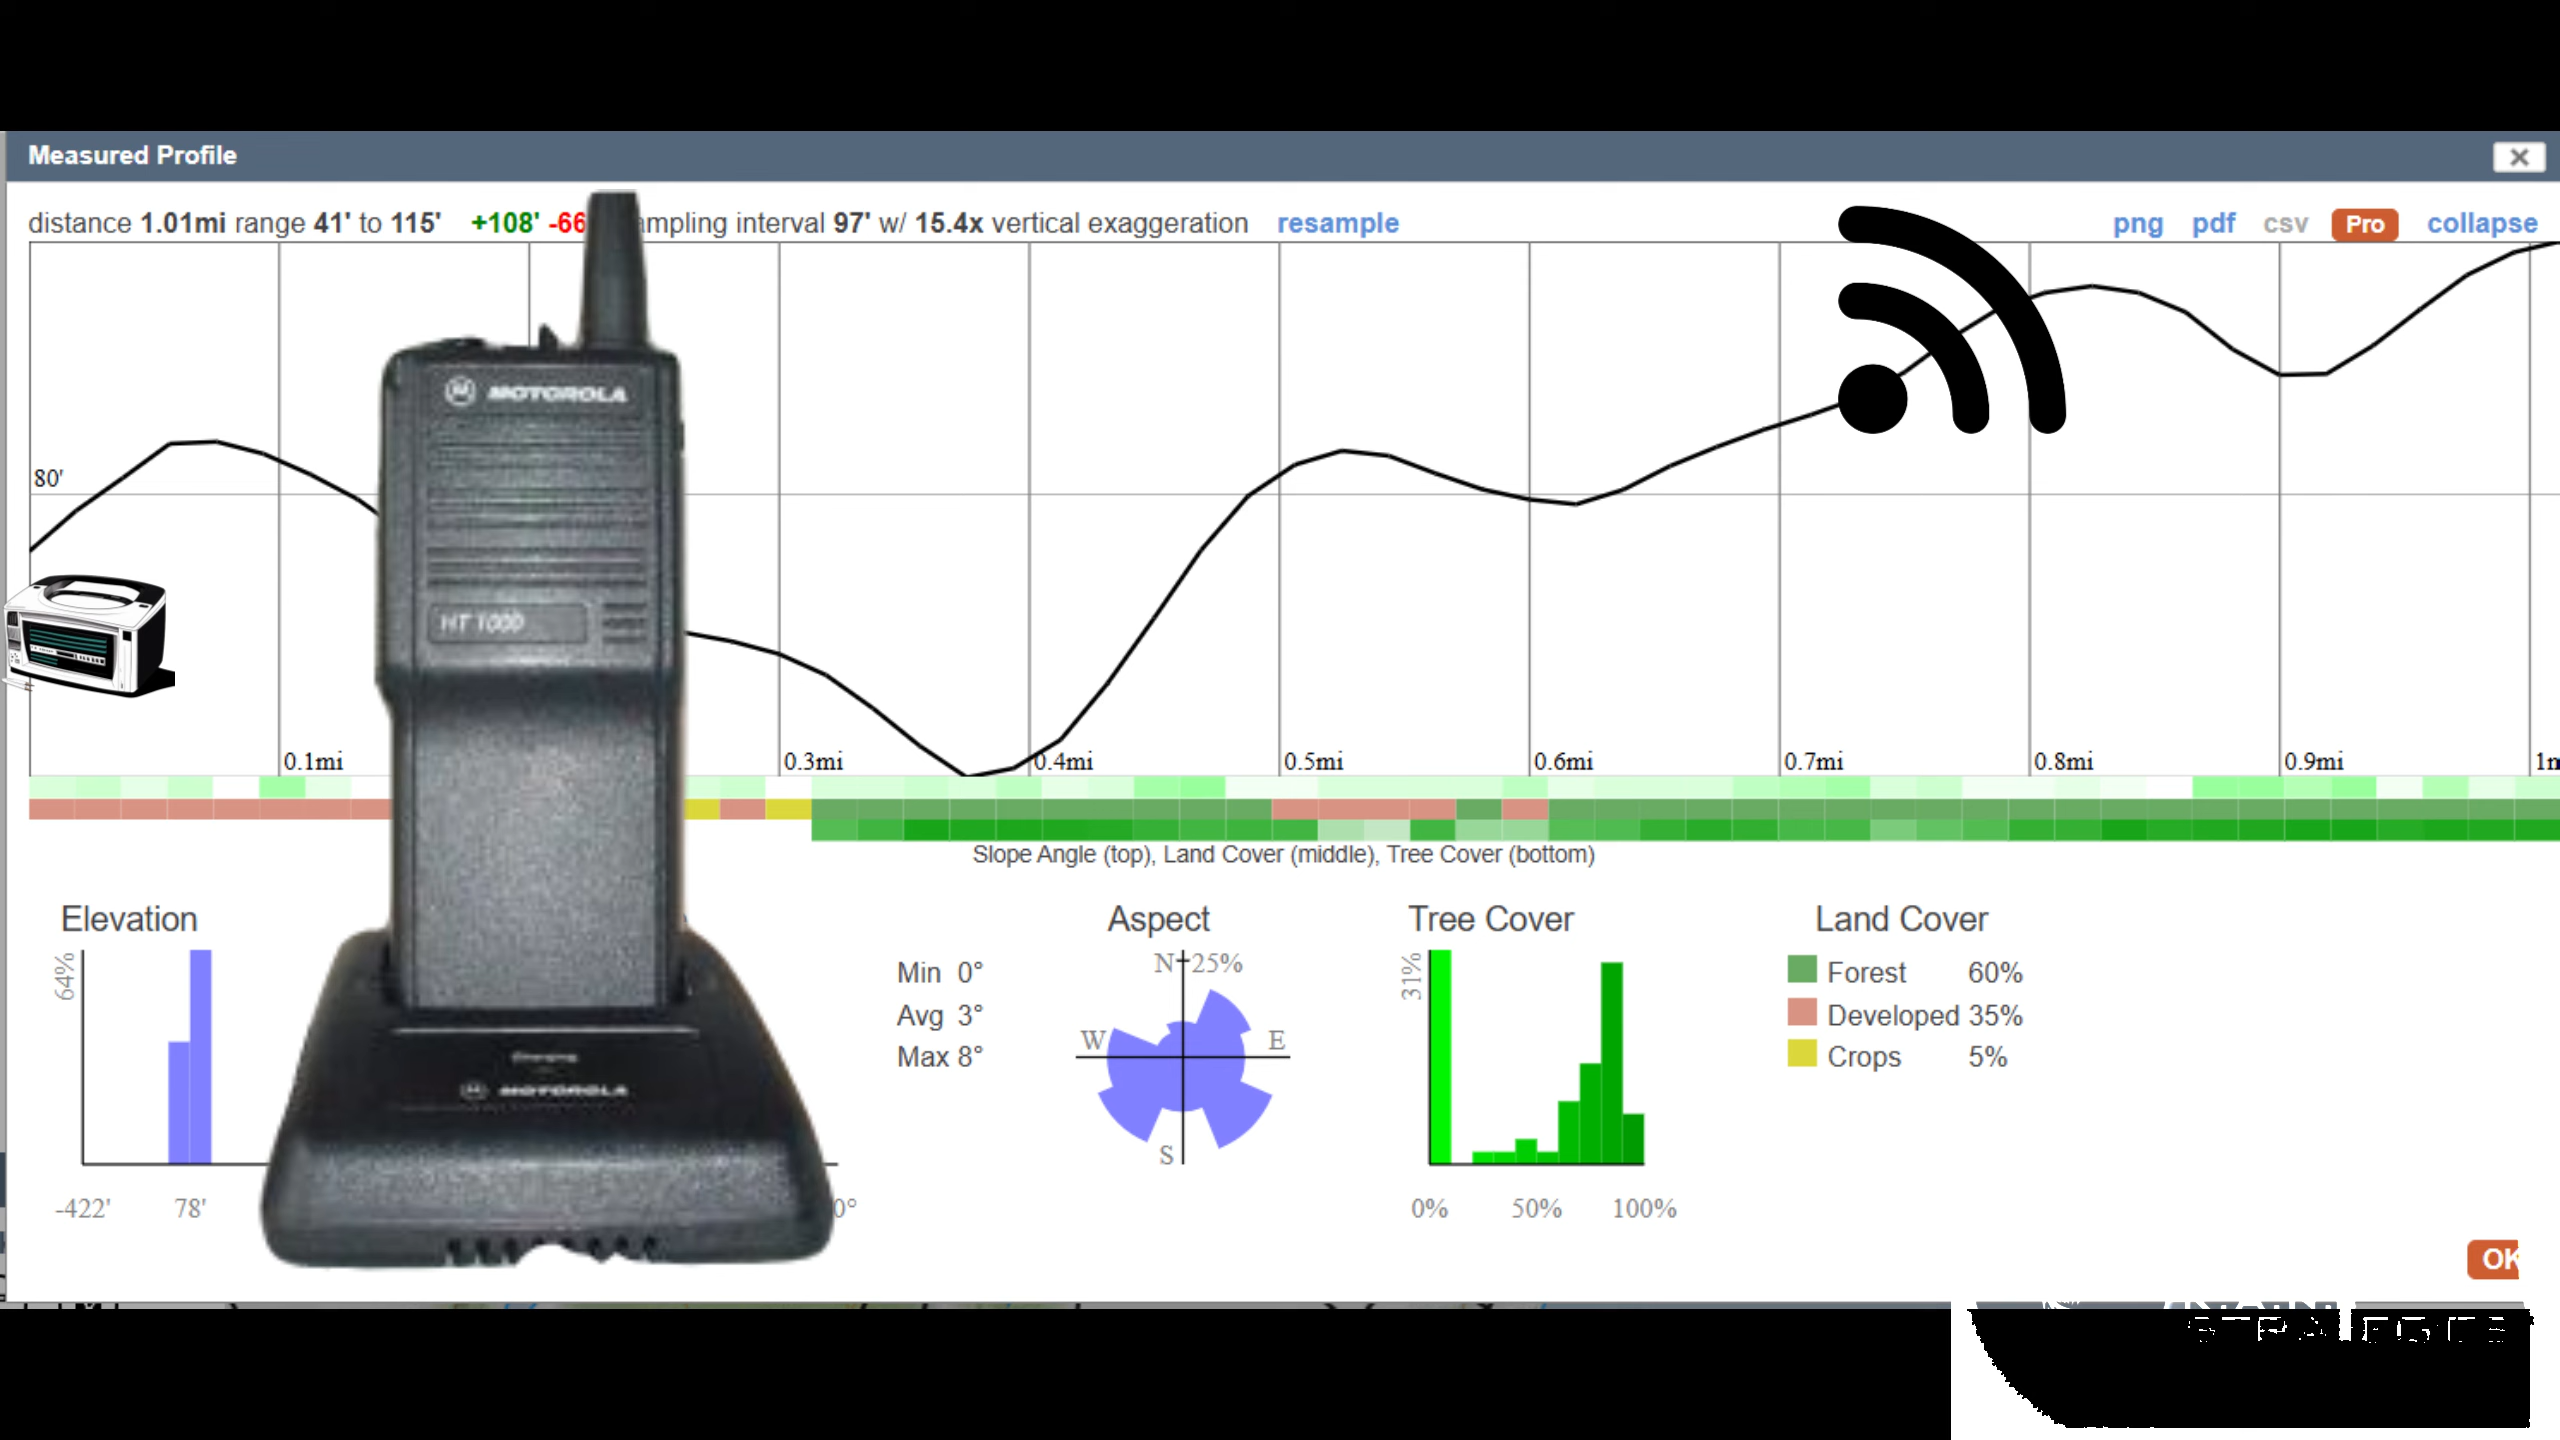 Measured Profile
distance 1.01mi range 41' to 115' +108' -66 ampling interval 97' w/ 15.4x vertical exaggeration resample png pdf csv Pro collapse
MOTOROLA
80'
HT 1000
0.1mi 0.3mi 0.4mi 0.5mi 0.6mi 0.7mi 0.8mi 0.9mi 1m
Slope Angle (top), Land Cover (middle), Tree Cover (bottom)
Elevation Aspect Tree Cover Land Cover
64% N 25% 31%
Min 0° Forest 60%
Avg 3° Developed 35%
W E
Max 8° Crops 5%
MOTOROLA
S
-422' 78' 0° 0% 50% 100%
OK